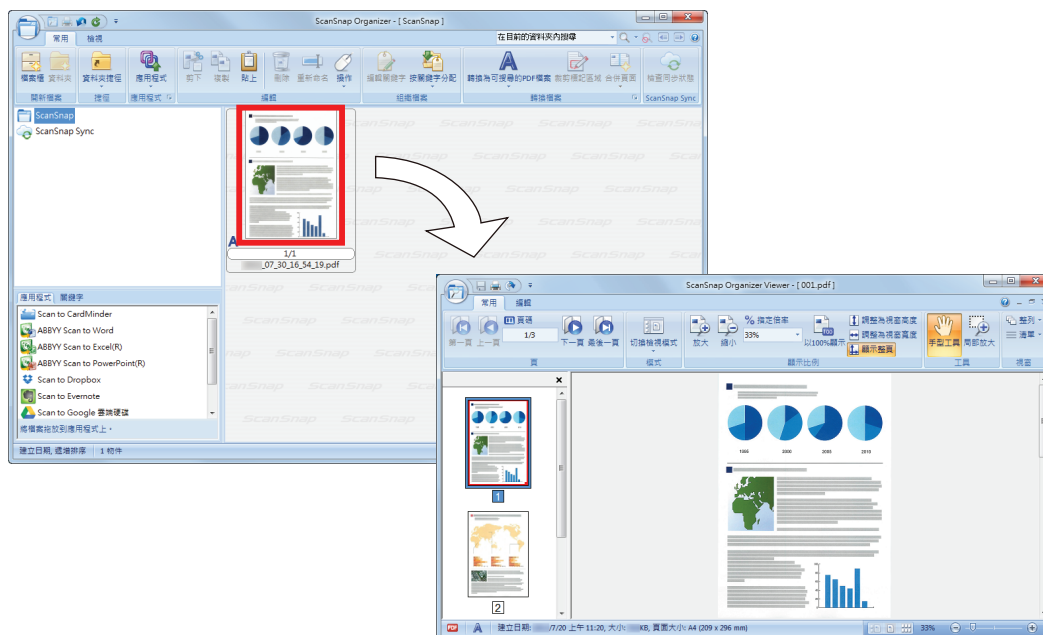 ScanSnap Organizer - [ ScanSnap ]
常用 檢視
在目前的資料夾內搜尋
檔案櫃 資料夾 資料夾捷徑 應用程式 剪下 複製 貼上 刪除 重新命名 操作 編輯關鍵字 按關鍵字分配 轉換為可搜尋的PDF檔案 裁剪標記區域 合併頁面 檢查同步狀態
開新檔案 捷徑 應用程式 編輯 組織檔案 轉換檔案 ScanSnap Sync
ScanSnap
ScanSnap Sync
A
1/1
_07_30_16_54_19.pdf
應用程式 關鍵字
Scan to CardMinder
ABBYY Scan to Word
ABBYY Scan to Excel(R)
ABBYY Scan to PowerPoint(R)
Scan to Dropbox
Scan to Evernote
Scan to Google 雲端硬碟
將檔案拖放到應用程式上。
建立日期, 遞增排序 1 物件
ScanSnap Organizer Viewer - [ 001.pdf ]
常用 編輯
第一頁 上一頁 頁碼 1/3 下一頁 最後一頁 切換檢視模式 放大 縮小 % 指定倍率 33% 以100%顯示 調整為視窗高度
調整為視窗寬度
顯示整頁
手型工具 局部放大 整列
清單
頁 模式 顯示比例 工具 視窗
1
2
1995 2000 2005 2010
PDF A 建立日期: /7/20 上午 11:20, 大小: KB, 頁面大小: A4 (209 x 296 mm) 33%